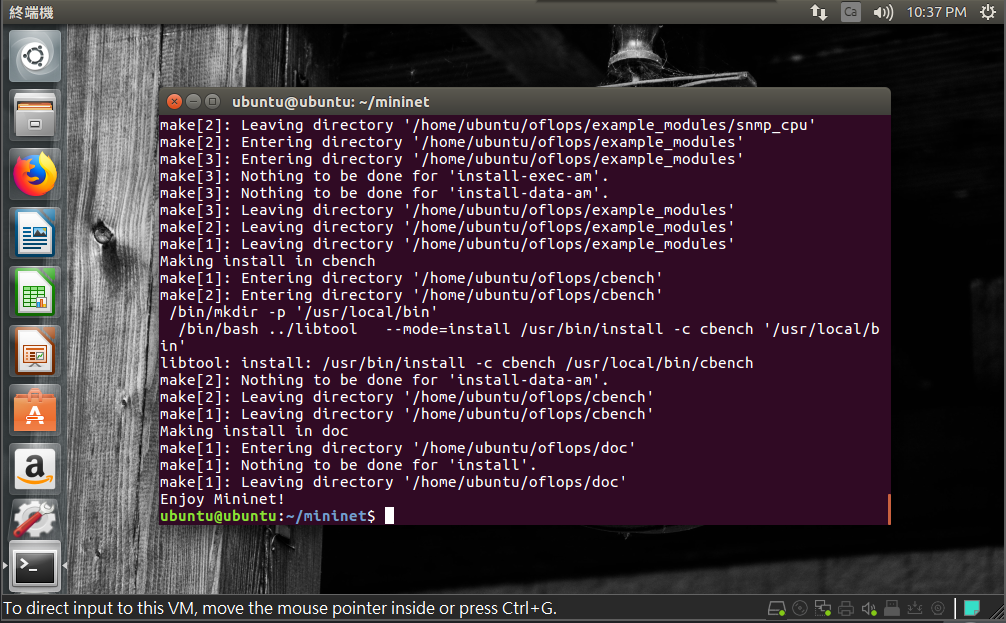 終端機
Ca
10:37 PM
ubuntu@ubuntu: ~/mininet
make[2]: Leaving directory '/home/ubuntu/oflops/example_modules/snmp_cpu'
make[2]: Entering directory '/home/ubuntu/oflops/example_modules'
make[3]: Entering directory '/home/ubuntu/oflops/example_modules'
make[3]: Nothing to be done for 'install-exec-am'.
make[3]: Nothing to be done for 'install-data-am'.
make[3]: Leaving directory '/home/ubuntu/oflops/example_modules'
make[2]: Leaving directory '/home/ubuntu/oflops/example_modules'
make[1]: Leaving directory '/home/ubuntu/oflops/example_modules'
Making install in cbench
make[1]: Entering directory '/home/ubuntu/oflops/cbench'
make[2]: Entering directory '/home/ubuntu/oflops/cbench'
 /bin/mkdir -p '/usr/local/bin'
  /bin/bash ../libtool   --mode=install /usr/bin/install -c cbench '/usr/local/b
in'
libtool: install: /usr/bin/install -c cbench /usr/local/bin/cbench
make[2]: Nothing to be done for 'install-data-am'.
make[2]: Leaving directory '/home/ubuntu/oflops/cbench'
make[1]: Leaving directory '/home/ubuntu/oflops/cbench'
Making install in doc
make[1]: Entering directory '/home/ubuntu/oflops/doc'
make[1]: Nothing to be done for 'install'.
make[1]: Leaving directory '/home/ubuntu/oflops/doc'
Enjoy Mininet!
ubuntu@ubuntu:~/mininet$
To direct input to this VM, move the mouse pointer inside or press Ctrl+G.